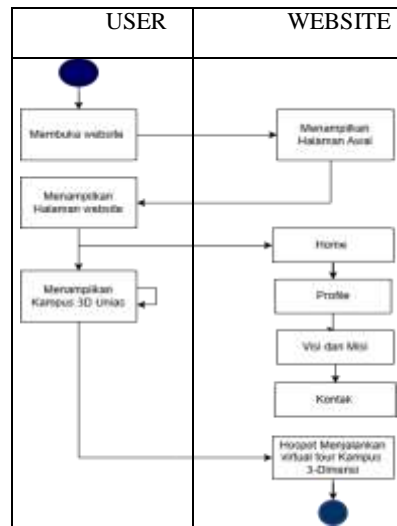 USER
WEBSITE
Membuka website
Menampilkan
Halaman Awal
Menampilkan
Halaman website
Home
Menampilkan
Kampus 3D Unias
Profile
Visi dan Misi
Kontak
Hospot Menjalankan
virtual tour Kampus
3-Dimensi